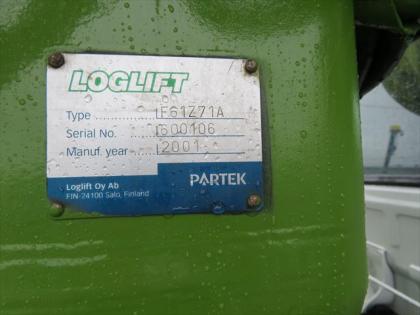 LOGLIFT
Type ................ F61Z71A
Serial No. ......... 600106
Manuf. year ...... 2001
Loglift Oy Ab
FIN-24100 Salo, Finland
PARTEK